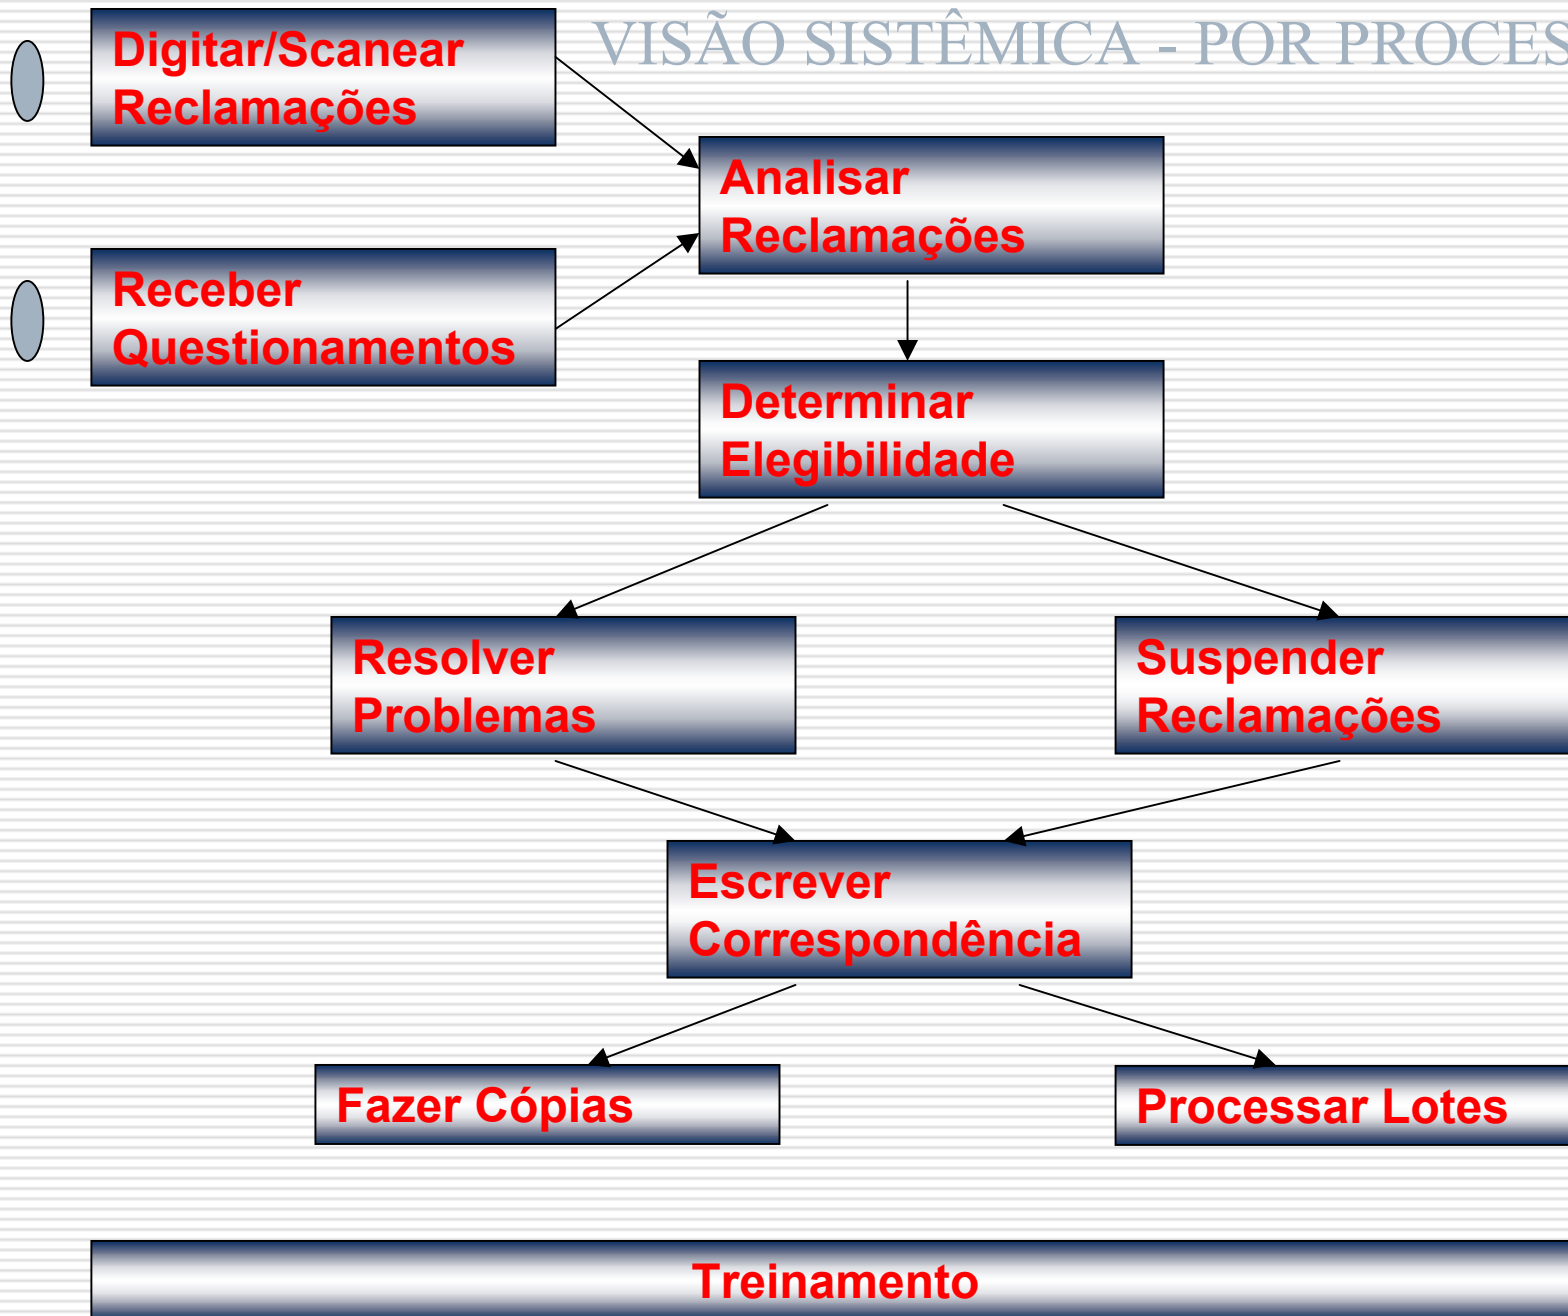 VISÃO SISTÊMICA - POR PROCES
Digitar/Scanear
Reclamações
Analisar
Reclamações
Receber
Questionamentos
Determinar
Elegibilidade
Resolver
Problemas
Suspender
Reclamações
Escrever
Correspondência
Fazer Cópias
Processar Lotes
Treinamento